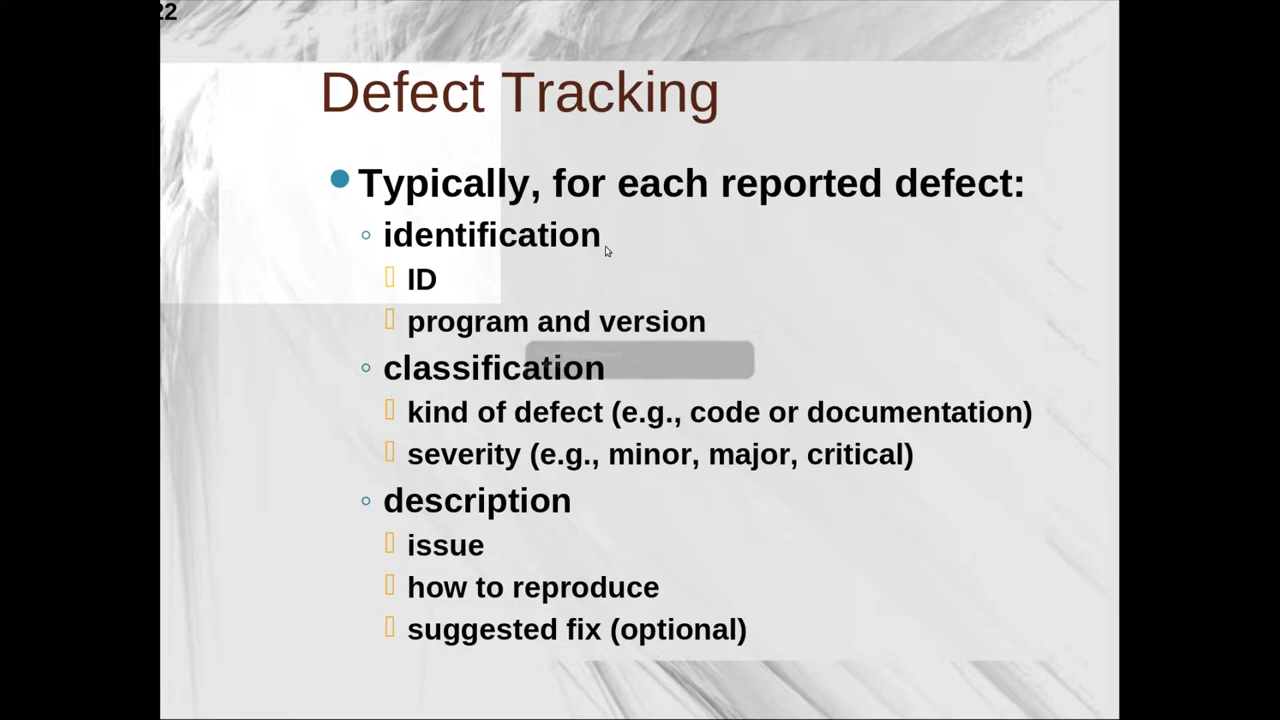 22
Defect Tracking
Typically, for each reported defect:
identification
ID
program and version
classification
kind of defect (e.g., code or documentation)
severity (e.g., minor, major, critical)
description
issue
how to reproduce
suggested fix (optional)